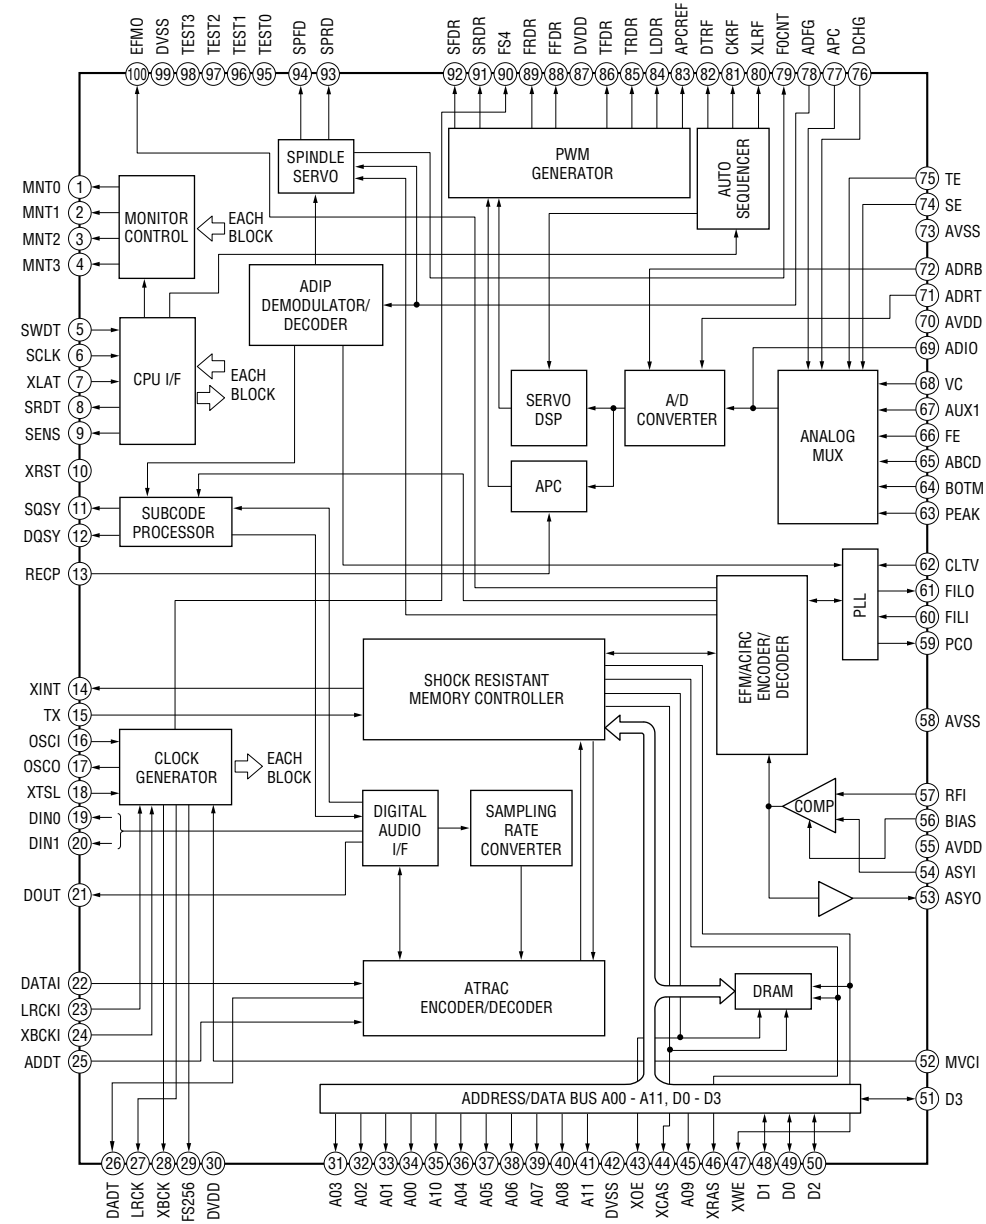 EFMO
DVSS
TEST3
TEST2
TEST1
TEST0
SPFD
SPRD
SFDR
SRDR
FS4
FRDR
FFDR
DVDD
TFDR
TRDR
LDDR
APCREF
DTRF
CKRF
XLRF
F0CNT
ADFG
APC
DCHG
100
99
98
97
96
95
94
93
92
91
90
89
88
87
86
85
84
83
82
81
80
79
78
77
76
MNT0 1
MNT1 2
MNT2 3
MNT3 4
SWDT 5
SCLK 6
XLAT 7
SRDT 8
SENS 9
XRST 10
SQSY 11
DQSY 12
RECP 13
XINT 14
TX 15
OSCI 16
OSCO 17
XTSL 18
DIN0 19
DIN1 20
DOUT 21
DATAI 22
LRCKI 23
XBCKI 24
ADDT 25
MONITOR
CONTROL
EACH
BLOCK
SPINDLE
SERVO
PWM
GENERATOR
AUTO
SEQUENCER
ADIP
DEMODULATOR/
DECODER
CPU I/F
EACH
BLOCK
SERVO
DSP
A/D
CONVERTER
ANALOG
MUX
APC
SUBCODE
PROCESSOR
PLL
EFM/ACIRC
ENCODER/
DECODER
SHOCK RESISTANT
MEMORY CONTROLLER
CLOCK
GENERATOR
EACH
BLOCK
DIGITAL
AUDIO
I/F
SAMPLING
RATE
CONVERTER
COMP
ATRAC
ENCODER/DECODER
DRAM
ADDRESS/DATA BUS A00 - A11, D0 - D3
75 TE
74 SE
73 AVSS
72 ADRB
71 ADRT
70 AVDD
69 ADIO
68 VC
67 AUX1
66 FE
65 ABCD
64 BOTM
63 PEAK
62 CLTV
61 FILO
60 FILI
59 PCO
58 AVSS
57 RFI
56 BIAS
55 AVDD
54 ASYI
53 ASYO
52 MVCI
51 D3
26
27
28
29
30
31
32
33
34
35
36
37
38
39
40
41
42
43
44
45
46
47
48
49
50
DADT
LRCK
XBCK
FS256
DVDD
A03
A02
A01
A00
A10
A04
A05
A06
A07
A08
A11
DVSS
XOE
XCAS
A09
XRAS
XWE
D1
D0
D2